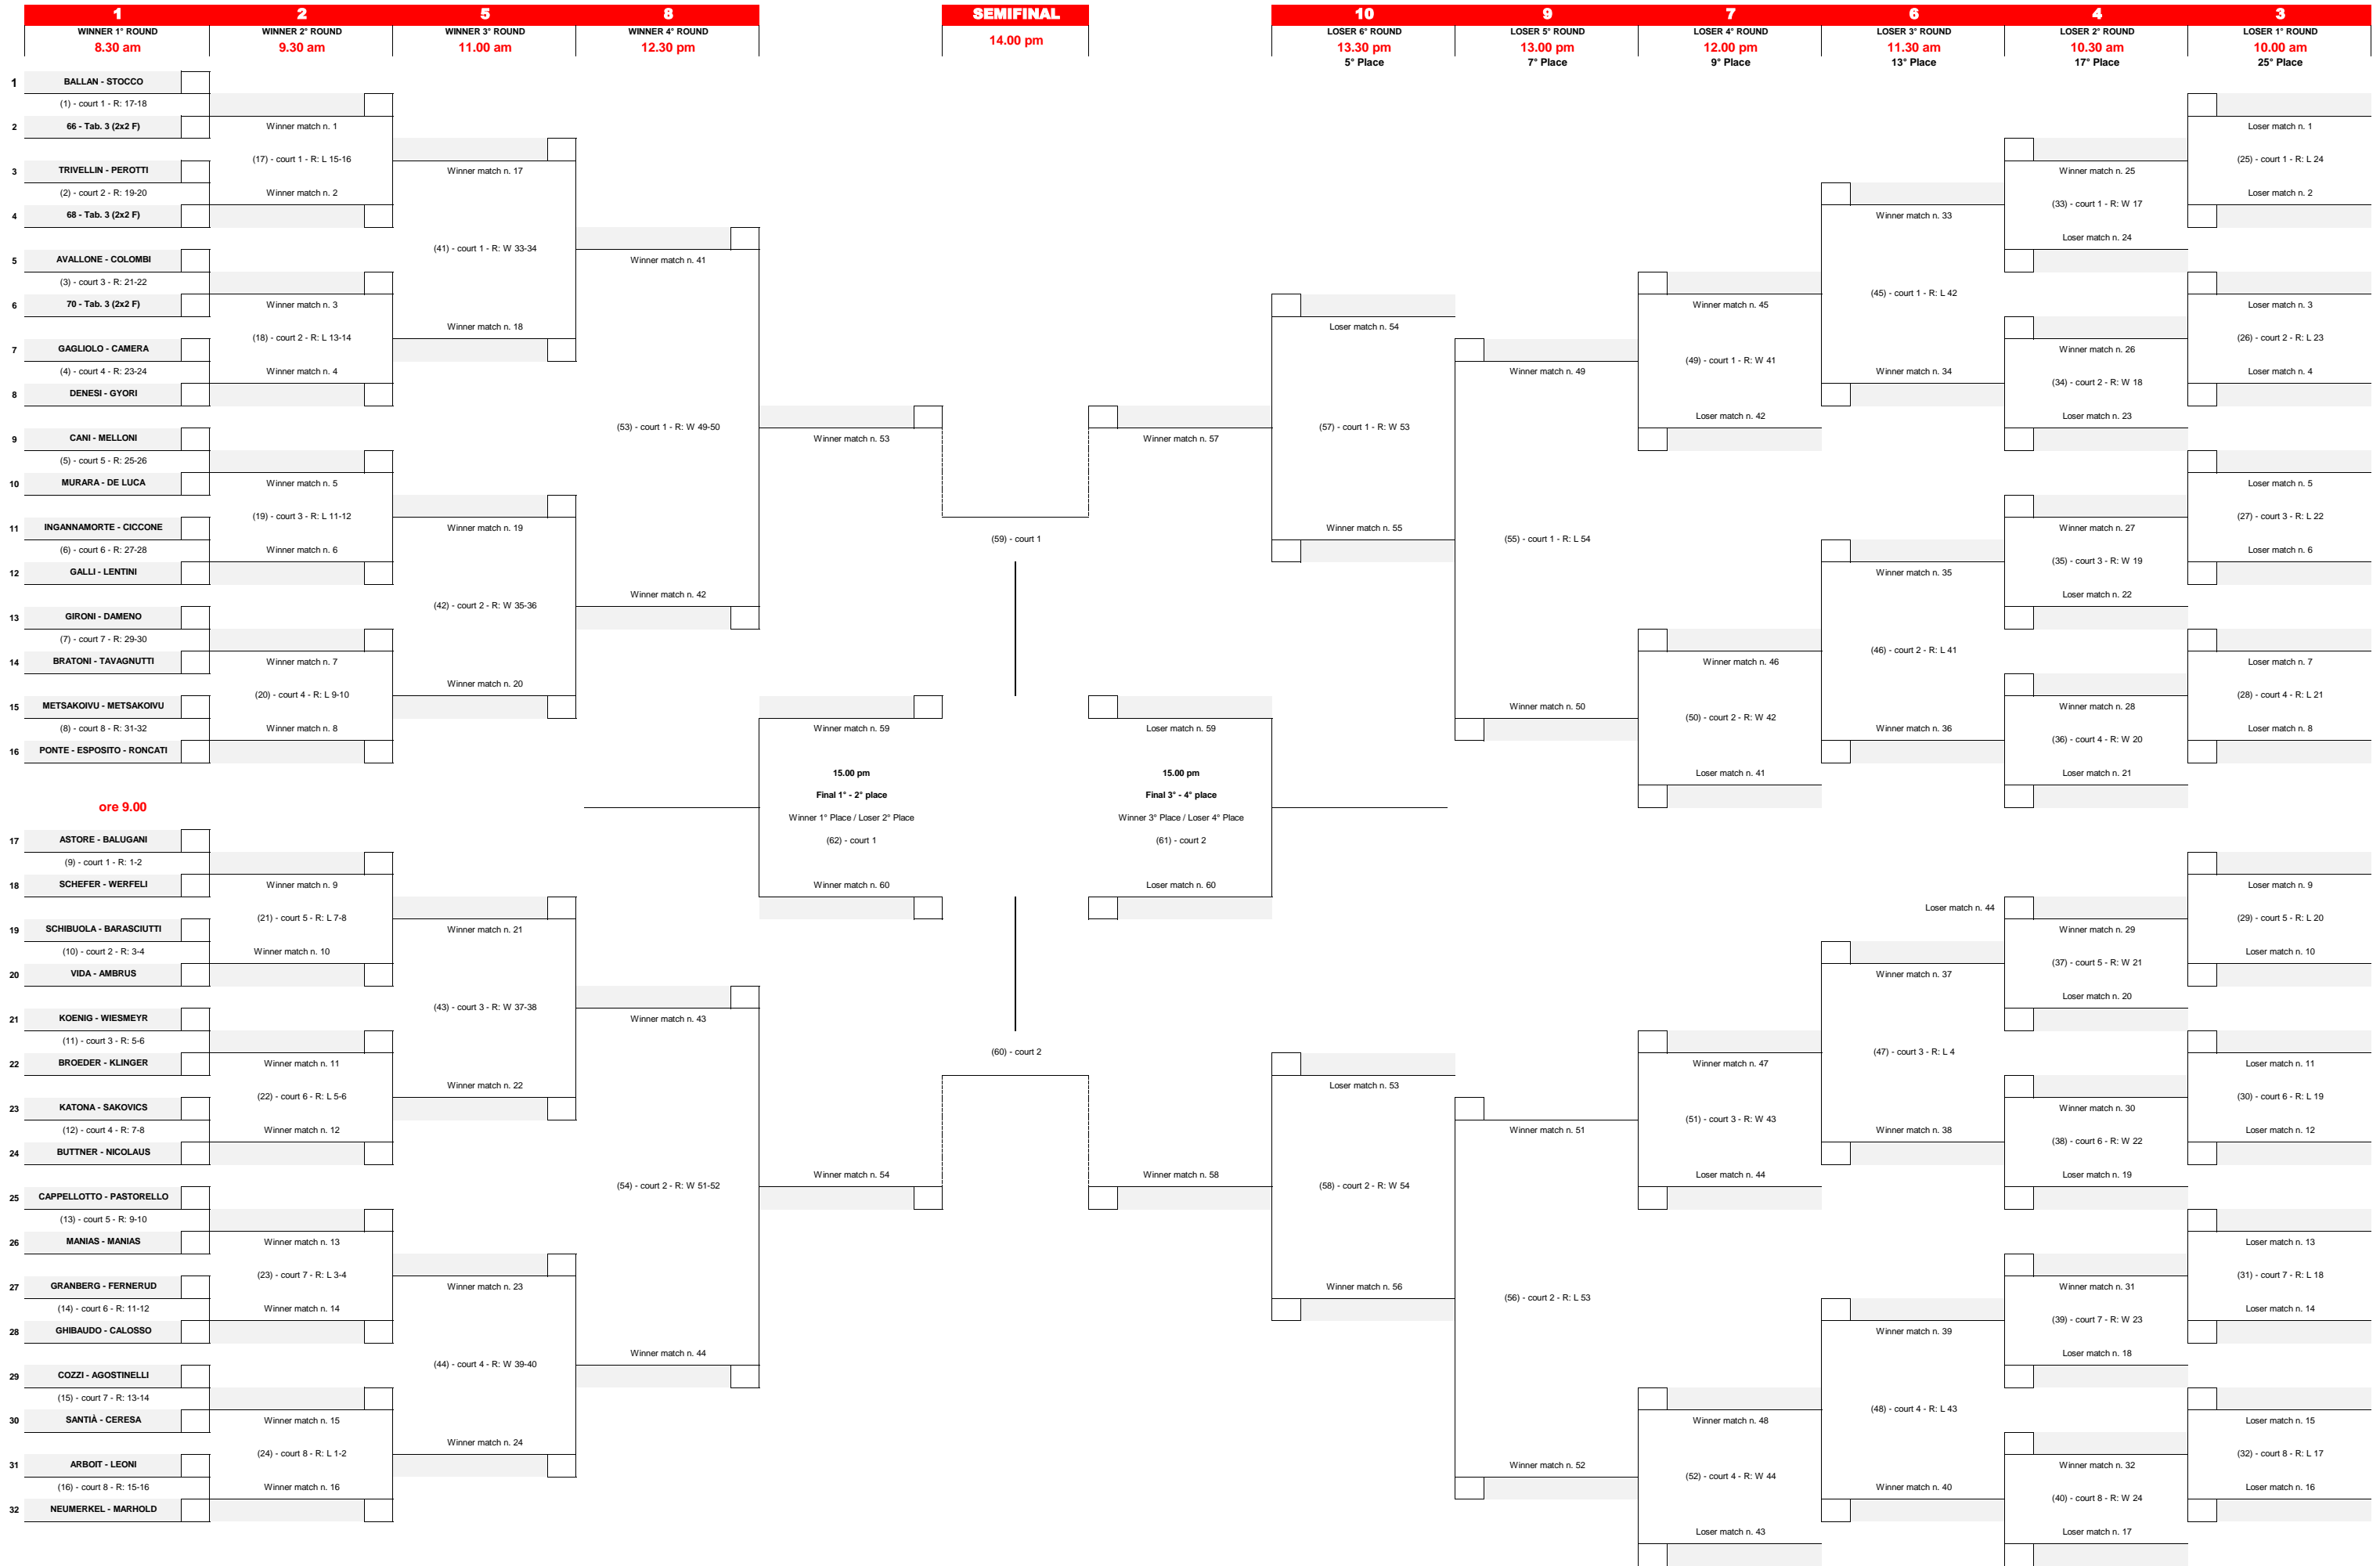 1
WINNER 1° ROUND
8.30 am
2
WINNER 2° ROUND
9.30 am
5
WINNER 3° ROUND
11.00 am
8
WINNER 4° ROUND
12.30 pm
SEMIFINAL
14.00 pm
10
LOSER 6° ROUND
13.30 pm
5° Place
9
LOSER 5° ROUND
13.00 pm
7° Place
7
LOSER 4° ROUND
12.00 pm
9° Place
6
LOSER 3° ROUND
11.30 am
13° Place
4
LOSER 2° ROUND
10.30 am
17° Place
3
LOSER 1° ROUND
10.00 am
25° Place
1 BALLAN - STOCCO
(1) - court 1 - R: 17-18
2 66 - Tab. 3 (2x2 F)
3 TRIVELLIN - PEROTTI
(2) - court 2 - R: 19-20
4 68 - Tab. 3 (2x2 F)
5 AVALLONE - COLOMBI
(3) - court 3 - R: 21-22
6 70 - Tab. 3 (2x2 F)
7 GAGLIOLO - CAMERA
(4) - court 4 - R: 23-24
8 DENESI - GYORI
9 CANI - MELLONI
(5) - court 5 - R: 25-26
10 MURARA - DE LUCA
11 INGANNAMORTE - CICCONE
(6) - court 6 - R: 27-28
12 GALLI - LENTINI
13 GIRONI - DAMENO
(7) - court 7 - R: 29-30
14 BRATONI - TAVAGNUTTI
15 METSAKOIVU - METSAKOIVU
(8) - court 8 - R: 31-32
16 PONTE - ESPOSITO - RONCATI
ore 9.00
17 ASTORE - BALUGANI
(9) - court 1 - R: 1-2
18 SCHEFER - WERFELI
19 SCHIBUOLA - BARASCIUTTI
(10) - court 2 - R: 3-4
20 VIDA - AMBRUS
21 KOENIG - WIESMEYR
(11) - court 3 - R: 5-6
22 BROEDER - KLINGER
23 KATONA - SAKOVICS
(12) - court 4 - R: 7-8
24 BUTTNER - NICOLAUS
25 CAPPELLOTTO - PASTORELLO
(13) - court 5 - R: 9-10
26 MANIAS - MANIAS
27 GRANBERG - FERNERUD
(14) - court 6 - R: 11-12
28 GHIBAUDO - CALOSSO
29 COZZI - AGOSTINELLI
(15) - court 7 - R: 13-14
30 SANTIÀ - CERESA
31 ARBOIT - LEONI
(16) - court 8 - R: 15-16
32 NEUMERKEL - MARHOLD
Winner match n. 1
(17) - court 1 - R: L 15-16
Winner match n. 2
Winner match n. 3
(18) - court 2 - R: L 13-14
Winner match n. 4
Winner match n. 5
(19) - court 3 - R: L 11-12
Winner match n. 6
Winner match n. 7
(20) - court 4 - R: L 9-10
Winner match n. 8
Winner match n. 9
(21) - court 5 - R: L 7-8
Winner match n. 10
Winner match n. 11
(22) - court 6 - R: L 5-6
Winner match n. 12
Winner match n. 13
(23) - court 7 - R: L 3-4
Winner match n. 14
Winner match n. 15
(24) - court 8 - R: L 1-2
Winner match n. 16
Winner match n. 17
(41) - court 1 - R: W 33-34
Winner match n. 18
Winner match n. 19
(42) - court 2 - R: W 35-36
Winner match n. 20
Winner match n. 21
(43) - court 3 - R: W 37-38
Winner match n. 22
Winner match n. 23
(44) - court 4 - R: W 39-40
Winner match n. 24
Winner match n. 41
(53) - court 1 - R: W 49-50
Winner match n. 42
Winner match n. 43
(54) - court 2 - R: W 51-52
Winner match n. 44
Winner match n. 53
Winner match n. 59
15.00 pm
Final 1° - 2° place
Winner 1° Place / Loser 2° Place
(62) - court 1
Winner match n. 60
Winner match n. 54
(59) - court 1
(60) - court 2
Winner match n. 57
Loser match n. 59
15.00 pm
Final 3° - 4° place
Winner 3° Place / Loser 4° Place
(61) - court 2
Loser match n. 60
Winner match n. 58
Loser match n. 54
(57) - court 1 - R: W 53
Winner match n. 55
Loser match n. 53
(58) - court 2 - R: W 54
Winner match n. 56
Winner match n. 49
(55) - court 1 - R: L 54
Winner match n. 50
Winner match n. 51
(56) - court 2 - R: L 53
Winner match n. 52
Winner match n. 45
(49) - court 1 - R: W 41
Loser match n. 42
Winner match n. 46
(50) - court 2 - R: W 42
Loser match n. 41
Winner match n. 47
(51) - court 3 - R: W 43
Loser match n. 44
Winner match n. 48
(52) - court 4 - R: W 44
Loser match n. 43
Winner match n. 33
(45) - court 1 - R: L 42
Winner match n. 34
Winner match n. 35
(46) - court 2 - R: L 41
Winner match n. 36
Loser match n. 44
Winner match n. 37
(47) - court 3 - R: L 4
Winner match n. 38
Winner match n. 39
(48) - court 4 - R: L 43
Winner match n. 40
Winner match n. 25
(33) - court 1 - R: W 17
Loser match n. 24
Winner match n. 26
(34) - court 2 - R: W 18
Loser match n. 23
Winner match n. 27
(35) - court 3 - R: W 19
Loser match n. 22
Winner match n. 28
(36) - court 4 - R: W 20
Loser match n. 21
Winner match n. 29
(37) - court 5 - R: W 21
Loser match n. 20
Winner match n. 30
(38) - court 6 - R: W 22
Loser match n. 19
Winner match n. 31
(39) - court 7 - R: W 23
Loser match n. 18
Winner match n. 32
(40) - court 8 - R: W 24
Loser match n. 17
Loser match n. 1
(25) - court 1 - R: L 24
Loser match n. 2
Loser match n. 3
(26) - court 2 - R: L 23
Loser match n. 4
Loser match n. 5
(27) - court 3 - R: L 22
Loser match n. 6
Loser match n. 7
(28) - court 4 - R: L 21
Loser match n. 8
Loser match n. 9
(29) - court 5 - R: L 20
Loser match n. 10
Loser match n. 11
(30) - court 6 - R: L 19
Loser match n. 12
Loser match n. 13
(31) - court 7 - R: L 18
Loser match n. 14
Loser match n. 15
(32) - court 8 - R: L 17
Loser match n. 16